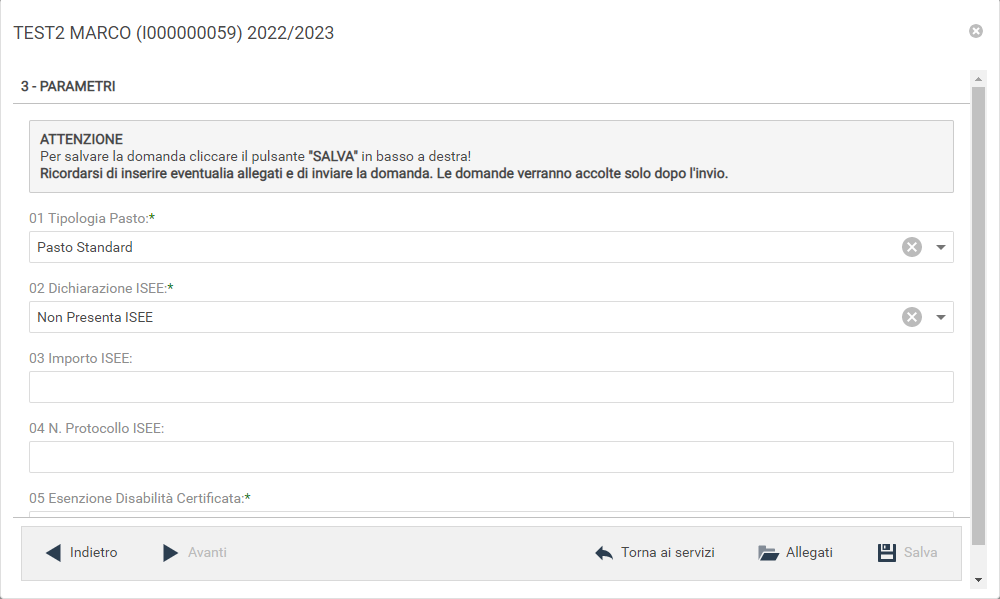 TEST2 MARCO (I000000059) 2022/2023
3 - PARAMETRI
ATTENZIONE
Per salvare la domanda cliccare il pulsante "SALVA" in basso a destra!
Ricordarsi di inserire eventualia allegati e di inviare la domanda. Le domande verranno accolte solo dopo l'invio.
01 Tipologia Pasto:*
Pasto Standard
02 Dichiarazione ISEE:*
Non Presenta ISEE
03 Importo ISEE:
04 N. Protocollo ISEE:
05 Esenzione Disabilità Certificata:*
Indietro Avanti Torna ai servizi Allegati Salva